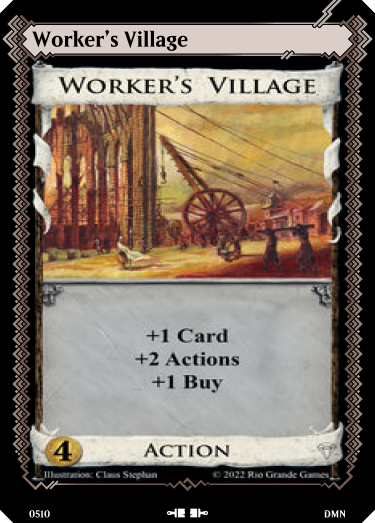 Worker's Village
WORKER'S VILLAGE
+1 Card
+2 Actions
+1 Buy
4
ACTION
Illustration: Claus Stephan
© 2022 Rio Grande Games
0510
DMN